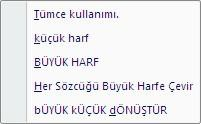 Tümce kullanımı.
küçük harf
BÜYÜK HARF
Her Sözcüğü Büyük Harfe Çevir
bÜYÜK kÜÇÜK dÖNÜŞTÜR